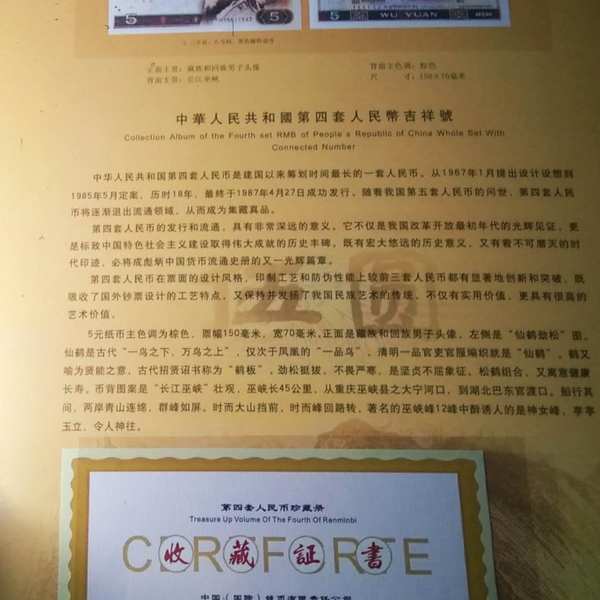 5
5
WU YUAN
正面主景：藏族和回族男子头像
背面主色调：棕色
背面主景：长江巫峡
尺 寸：150×70毫米
中華人民共和國第四套人民幣吉祥號
Collection Album of the Fourth set RMB of People's Republic of China Whole Set With
Connected Number
中华人民共和国第四套人民币是建国以来筹划时间最长的一套人民币。从1967年1月提出设计设想到
1985年5月定案，历时18年，最终于1987年4月27日成功发行。随着我国第五套人民币的问世，第四套人民
币将逐渐退出流通领域，从而成为集藏真品。
第四套人民币的发行和流通，具有非常深远的意义。它不仅是我国改革开放最初年代的光辉见证，更
是标致中国特色社会主义建设取得伟大成就的历史丰碑，既有宏大悠远的历史意义，又有着不可磨灭的时
代印迹，必将成彪炳中国货币流通史册的又一光辉篇章。
第四套人民币在票面的设计风格，印制工艺和防伪性能上较前三套人民币都有显著地创新和突破，既
吸收了国外钞票设计的工艺特点，又保持并发扬了我国民族艺术的传统，不仅有实用价值，更具有很高的
艺术价值。
5元纸币主色调为棕色，票幅150毫米，宽70毫米，正面是藏族和回族男子头像，左侧是“仙鹤劲松”图。
仙鹤是古代“一鸟之下，万鸟之上”，仅次于凤凰的“一品鸟”，清明一品官吏官服编织就是“仙鹤”。鹤又
喻为贤能之意，古代招贤诏书称为“鹤板”，劲松挺拔，不畏严寒，是坚贞不屈象征，松鹤组合，又寓意健康
长寿。币背图案是“长江巫峡”壮观，巫峡长45公里，从重庆巫峡县之大宁河口，到湖北巴东官渡口。船行其
间，两岸青山连绵，群峰如屏，时而大山挡前，时而峰回路转，著名的巫峡峰12峰中醉诱人的是神女峰，亭亭
玉立，令人神往。
第四套人民币珍藏册
Treasure Up Volume Of The Fourth Of Renminbi
收藏証書